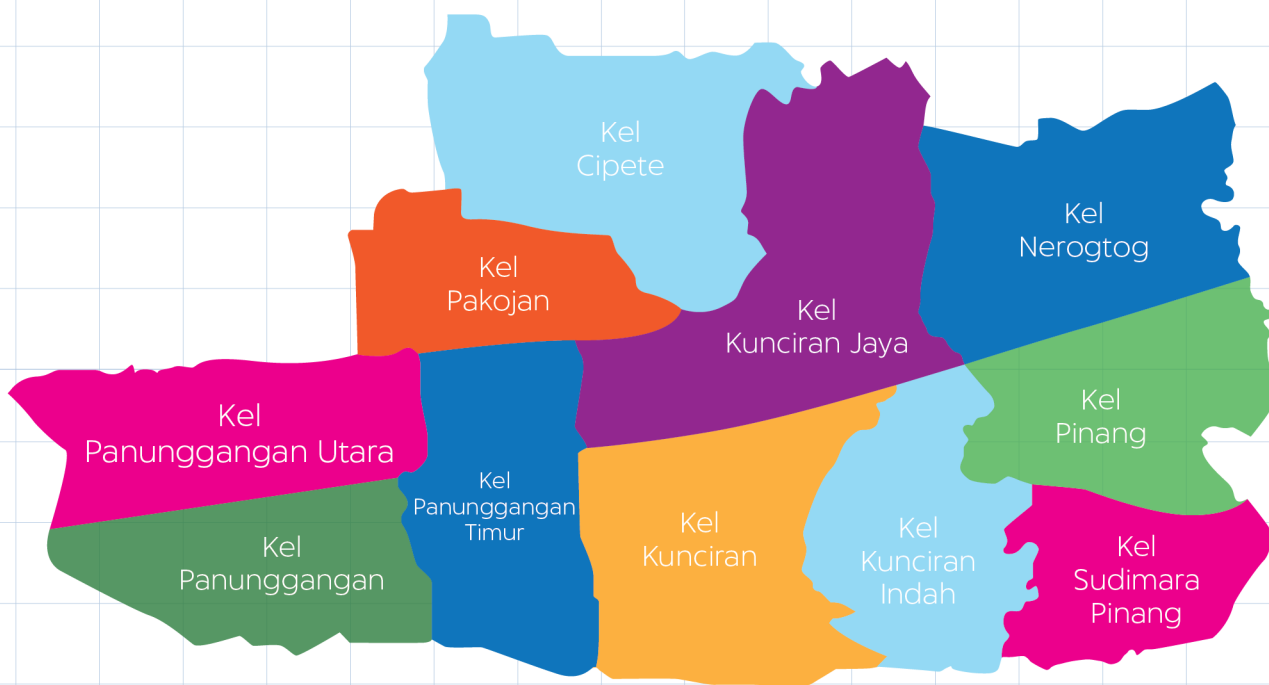 Kel
Cipete
Kel
Nerogtog
Kel
Pakojan
Kel
Kunciran Jaya
Kel
Panunggangan Utara
Kel
Pinang
Kel
Panunggangan
Timur
Kel
Kunciran
Kel
Kunciran
Indah
Kel
Panunggangan
Kel
Sudimara
Pinang